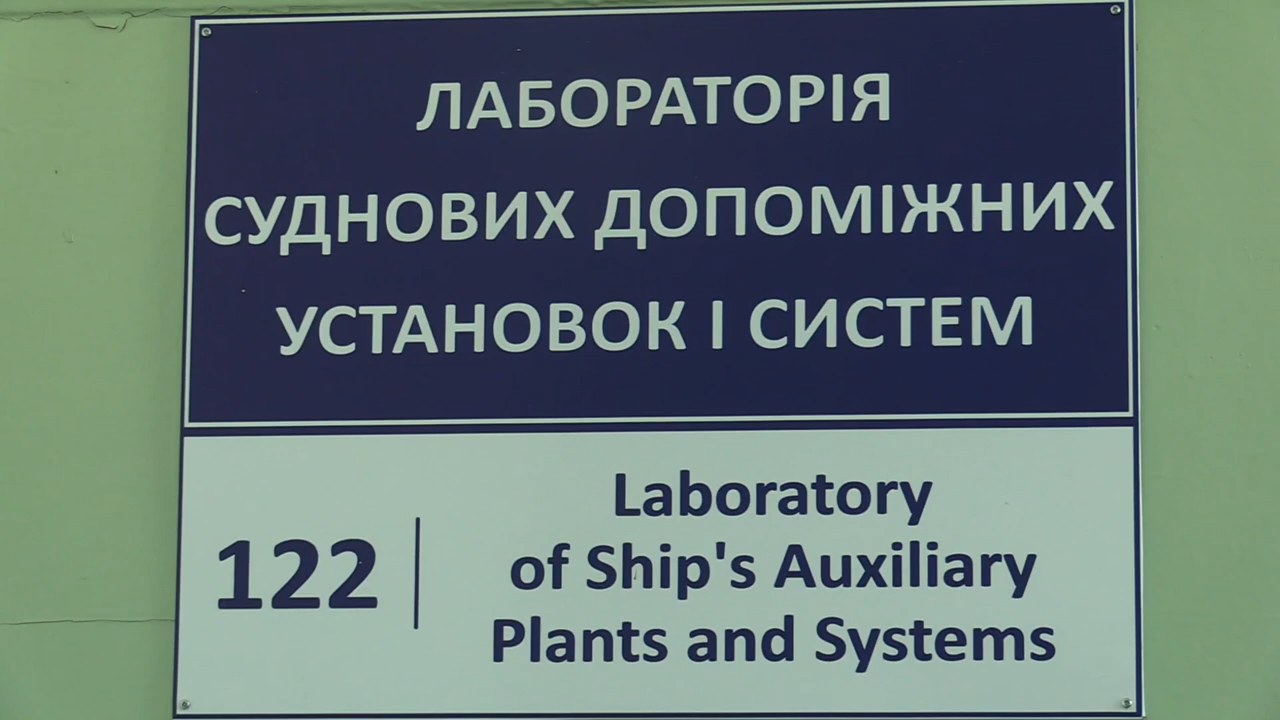 ЛАБОРАТОРІЯ
СУДНОВИХ ДОПОМІЖНИХ
УСТАНОВОК І СИСТЕМ
122
Laboratory
of Ship's Auxiliary
Plants and Systems